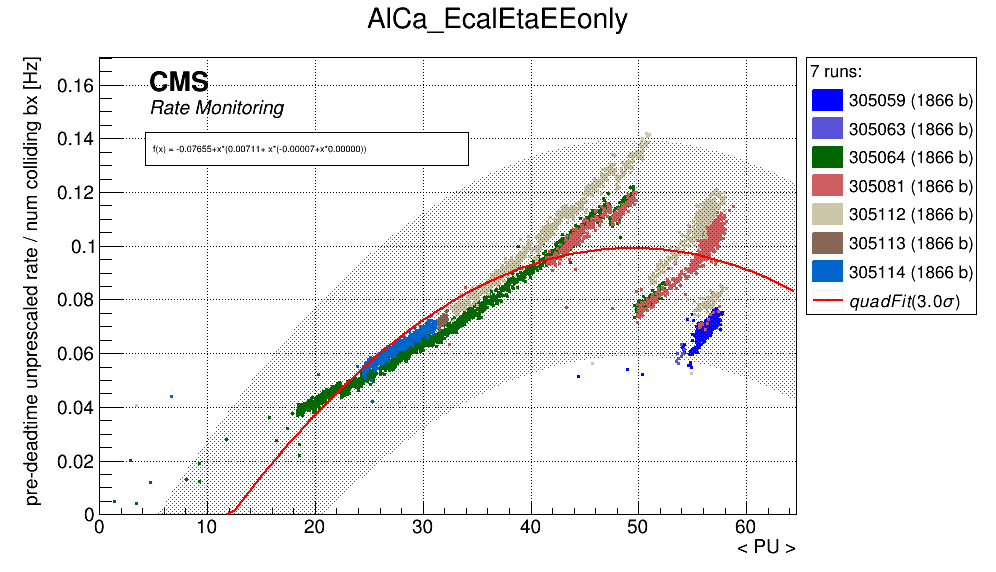 AlCa_EcalEtaEEonly
pre-deadtime unprescaled rate / num colliding bx [Hz]
CMS
Rate Monitoring
f(x) = -0.07655+x*(0.00711+ x*(-0.00007+x*0.00000))
0.16
0.14
0.12
0.1
0.08
0.06
0.04
0.02
0
0 10 20 30 40 50 60
< PU >
7 runs:
305059 (1866 b)
305063 (1866 b)
305064 (1866 b)
305081 (1866 b)
305112 (1866 b)
305113 (1866 b)
305114 (1866 b)
quadFit(3.0σ)